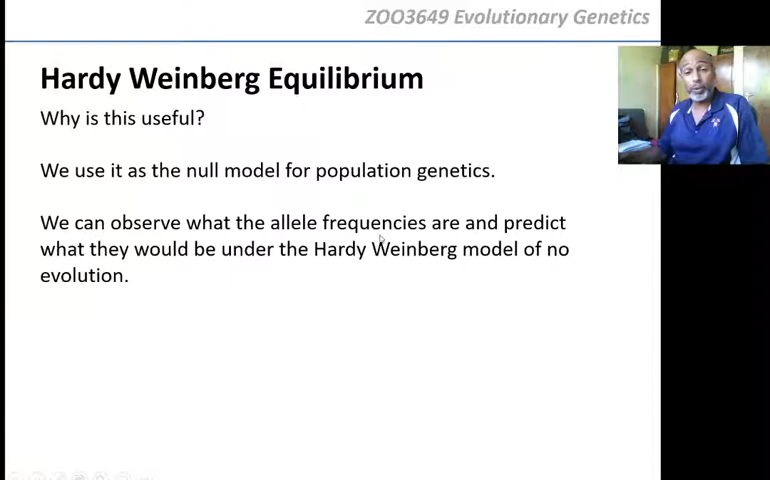 ZOO3649 Evolutionary Genetics
Hardy Weinberg Equilibrium
Why is this useful?
We use it as the null model for population genetics.
We can observe what the allele frequencies are and predict
what they would be under the Hardy Weinberg model of no
evolution.